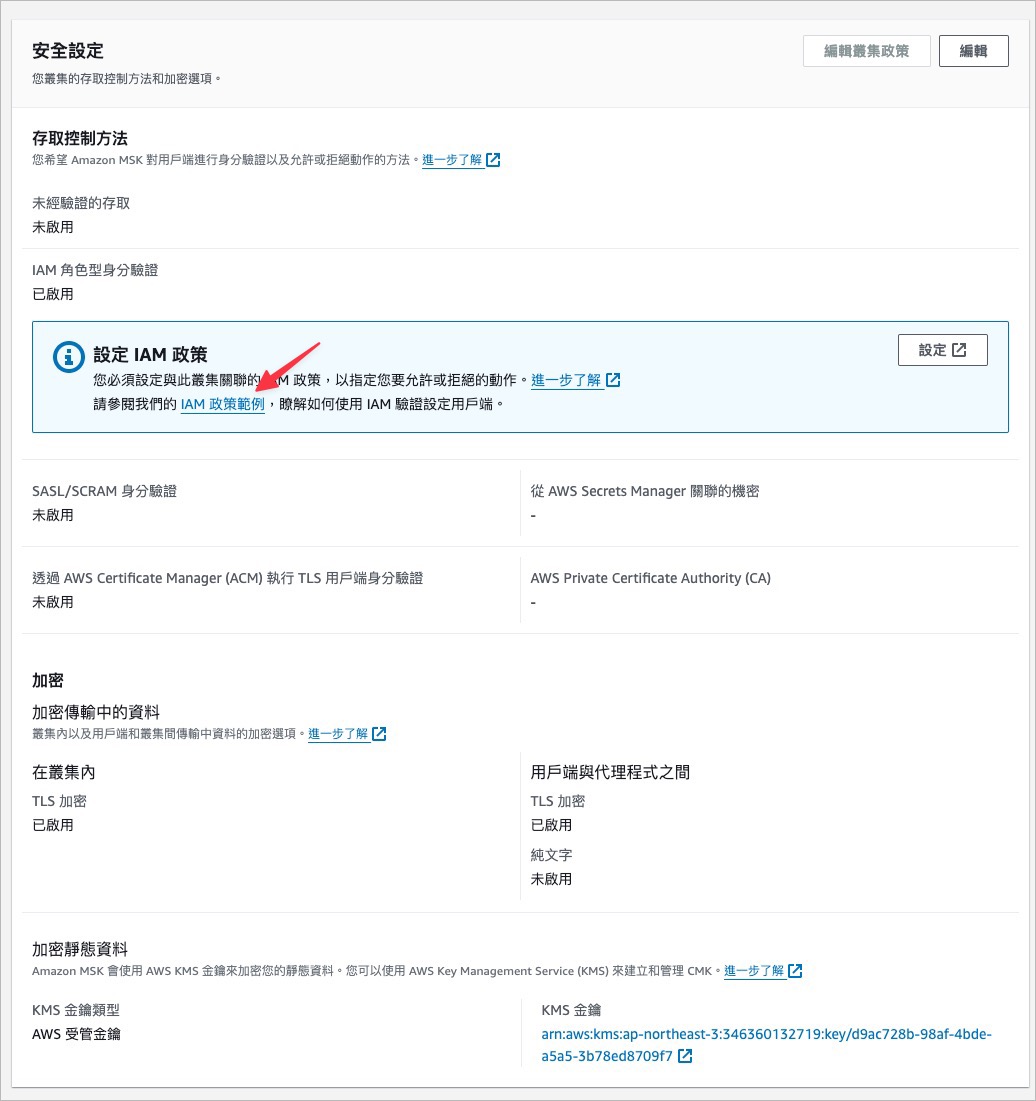 安全設定
編輯叢集政策
編輯
您叢集的存取控制方法和加密選項。
存取控制方法
您希望 Amazon MSK 對用戶端進行身分驗證以及允許或拒絕動作的方法。進一步了解
未經驗證的存取
未啟用
IAM 角色型身分驗證
已啟用
設定 IAM 政策
設定
您必須設定與此叢集關聯的 IAM 政策，以指定您要允許或拒絕的動作。進一步了解
請參閱我們的 IAM 政策範例，瞭解如何使用 IAM 驗證設定用戶端。
SASL/SCRAM 身分驗證
未啟用
從 AWS Secrets Manager 關聯的機密
-
透過 AWS Certificate Manager (ACM) 執行 TLS 用戶端身分驗證
未啟用
AWS Private Certificate Authority (CA)
-
加密
加密傳輸中的資料
叢集內以及用戶端和叢集間傳輸中資料的加密選項。進一步了解
在叢集內
TLS 加密
已啟用
用戶端與代理程式之間
TLS 加密
已啟用
純文字
未啟用
加密靜態資料
Amazon MSK 會使用 AWS KMS 金鑰來加密您的靜態資料。您可以使用 AWS Key Management Service (KMS) 來建立和管理 CMK。進一步了解
KMS 金鑰類型
AWS 受管金鑰
KMS 金鑰
arn:aws:kms:ap-northeast-3:346360132719:key/d9ac728b-98af-4bde-
a5a5-3b78ed8709f7